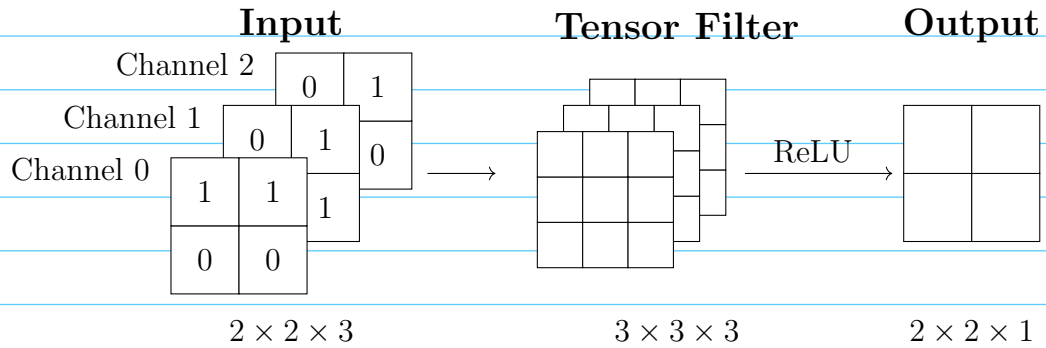 Input Tensor Filter Output
Channel 2
0 1
Channel 1
0 1 0
Channel 0
1 1 1
0 0
ReLU
2 × 2 × 3 3 × 3 × 3 2 × 2 × 1